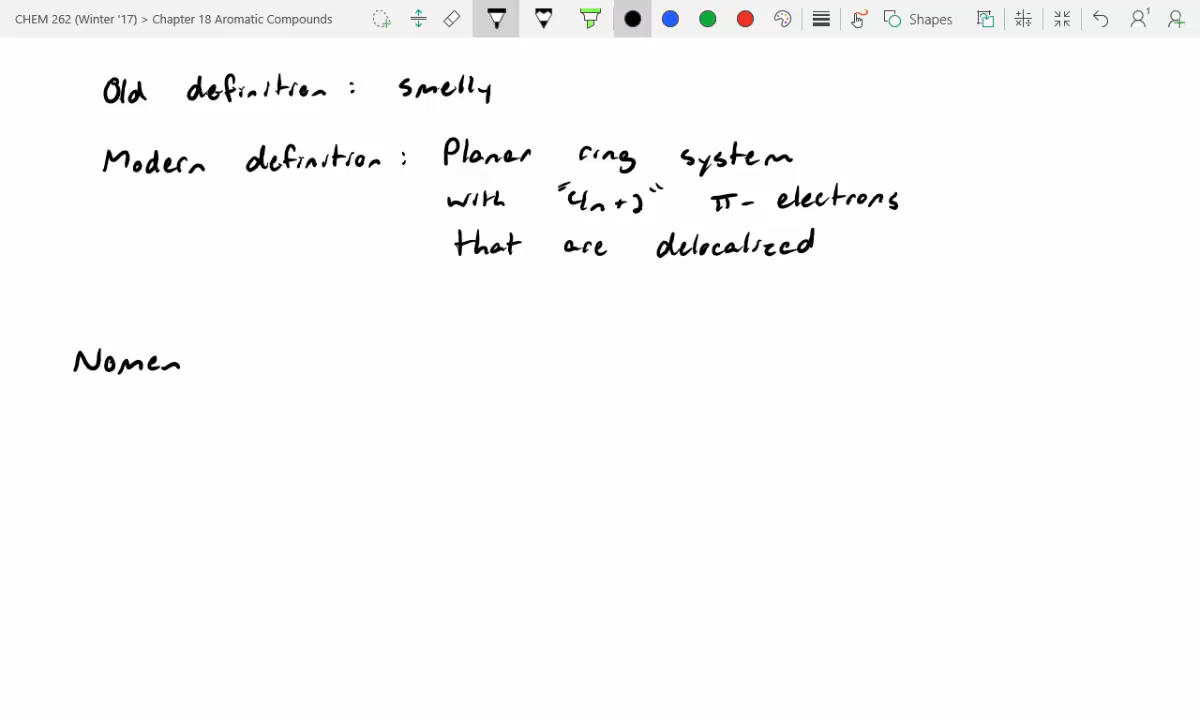 CHEM 262 (Winter '17) > Chapter 18 Aromatic Compounds
Shapes
Old definition : smelly
Modern definition : Planar ring system
with "4n+2" π- electrons
that are delocalized
Nomen